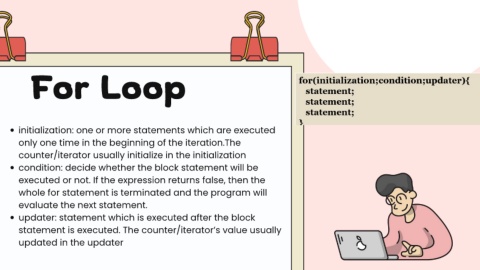 For Loop
initialization: one or more statements which are executed
only one time in the beginning of the iteration.The
counter/iterator usually initialize in the initialization
condition: decide whether the block statement will be
executed or not. If the expression returns false, then the
whole for statement is terminated and the program will
evaluate the next statement.
updater: statement which is executed after the block
statement is executed. The counter/iterator's value usually
updated in the updater
for(initialization;condition;updater){
statement;
statement;
statement;
}